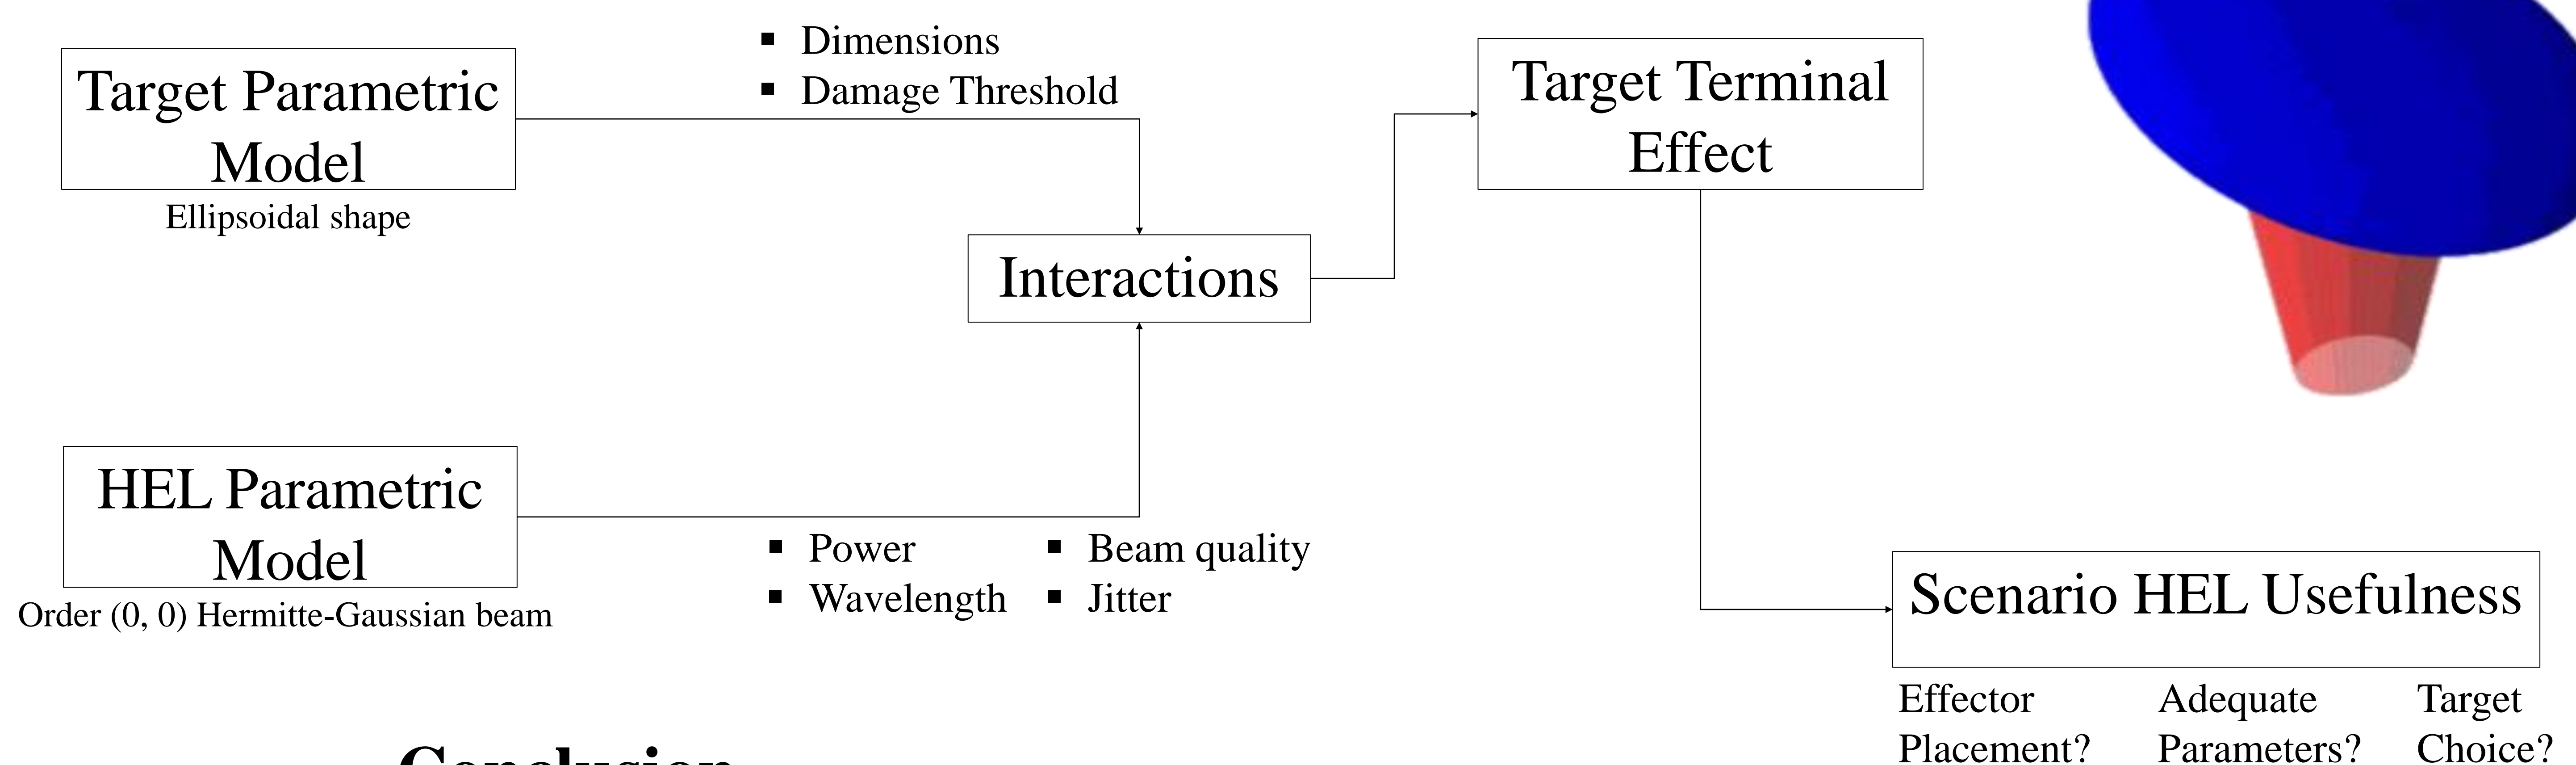 Target Parametric
Model
Ellipsoidal shape
▪ Dimensions
▪ Damage Threshold
Interactions
Target Terminal
Effect
HEL Parametric
Model
Order (0, 0) Hermitte-Gaussian beam
▪ Power
▪ Wavelength
▪ Beam quality
▪ Jitter
Scenario HEL Usefulness
Effector
Placement?
Adequate
Parameters?
Target
Choice?
Conclusion